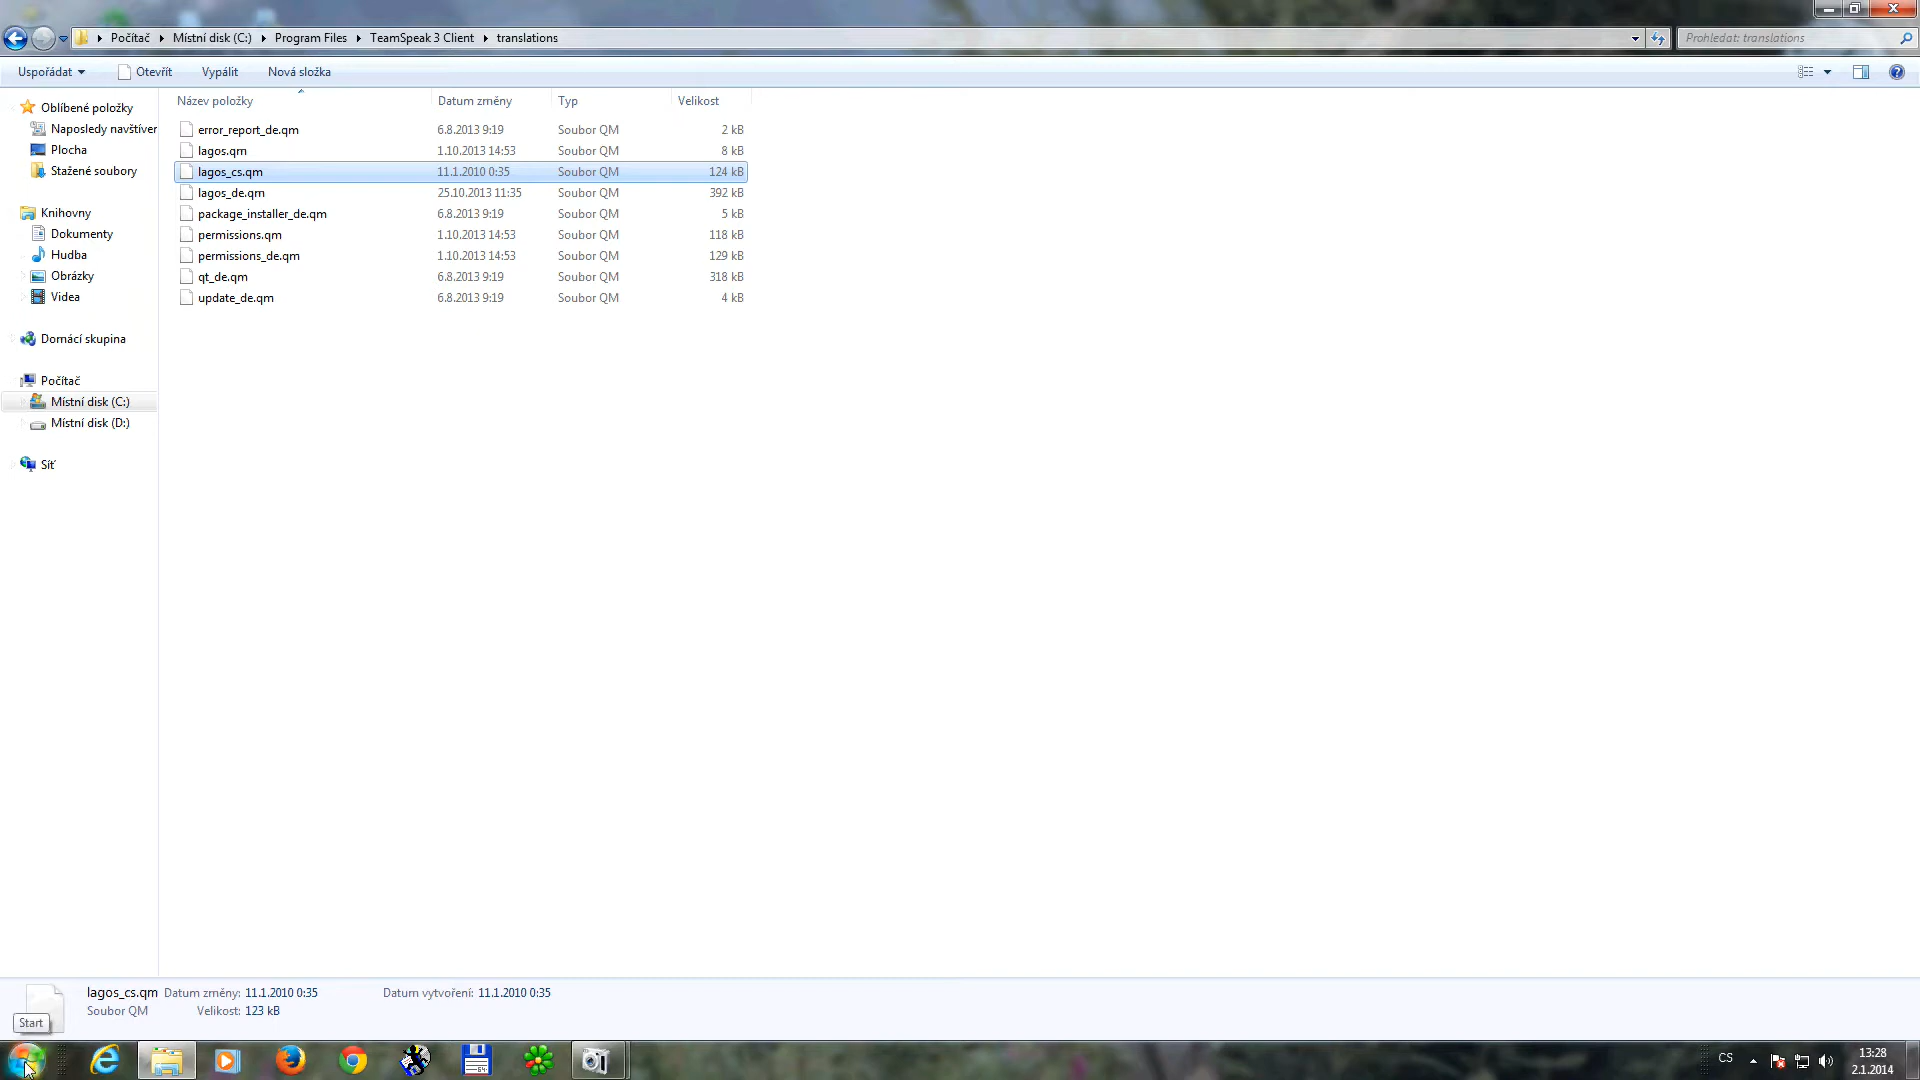 Počítač Místní disk (C:) Program Files TeamSpeak 3 Client translations
Prohledat: translations
Uspořádat Otevřít Vypálit Nová složka
Název položky Datum změny Typ Velikost
error_report_de.qm 6.8.2013 9:19 Soubor QM 2 kB
lagos.qm 1.10.2013 14:53 Soubor QM 8 kB
lagos_cs.qm 11.1.2010 0:35 Soubor QM 124 kB
lagos_de.qm 25.10.2013 11:35 Soubor QM 392 kB
package_installer_de.qm 6.8.2013 9:19 Soubor QM 5 kB
permissions.qm 1.10.2013 14:53 Soubor QM 118 kB
permissions_de.qm 1.10.2013 14:53 Soubor QM 129 kB
qt_de.qm 6.8.2013 9:19 Soubor QM 318 kB
update_de.qm 6.8.2013 9:19 Soubor QM 4 kB
Oblíbené položky
Naposledy navštíver
Plocha
Stažené soubory
Knihovny
Dokumenty
Hudba
Obrázky
Videa
Domácí skupina
Počítač
Místní disk (C:)
Místní disk (D:)
Síť
lagos_cs.qm Datum změny: 11.1.2010 0:35 Datum vytvoření: 11.1.2010 0:35
Soubor QM Velikost: 123 kB
Start
64
CS
13:28
2.1.2014